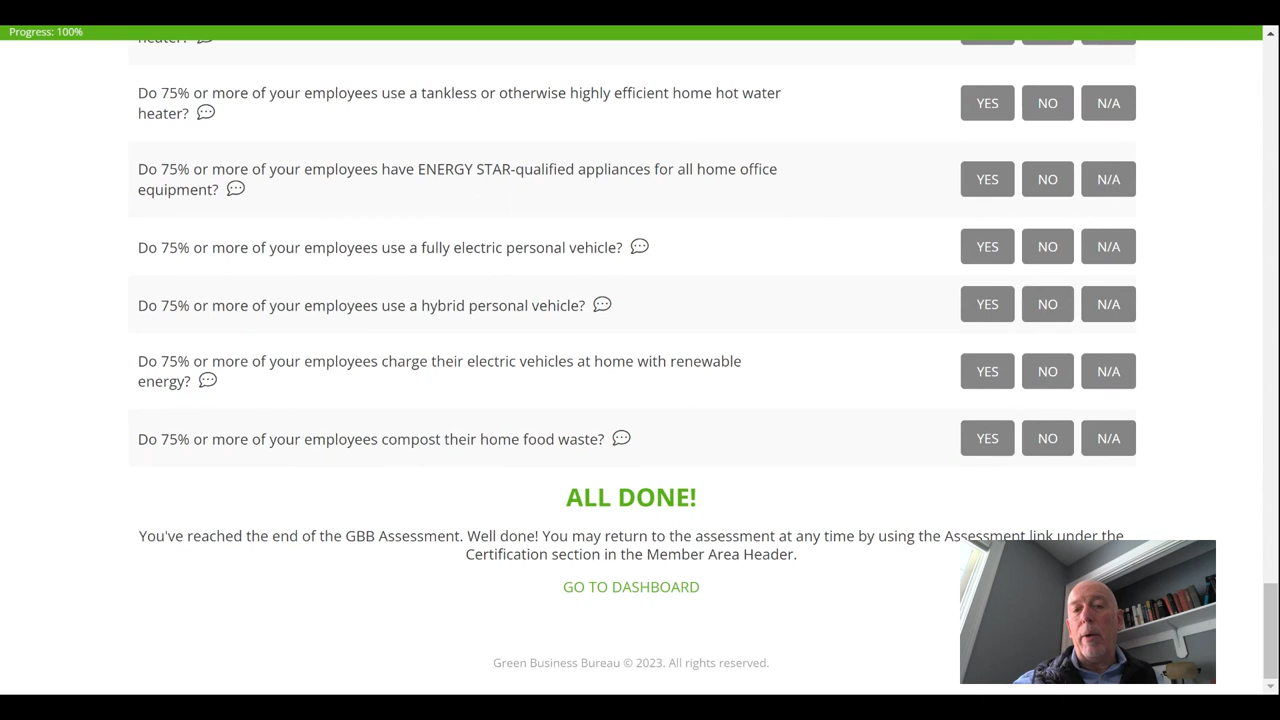 Progress: 100%
heater?
Do 75% or more of your employees use a tankless or otherwise highly efficient home hot water
heater?
YES NO N/A
Do 75% or more of your employees have ENERGY STAR-qualified appliances for all home office
equipment?
YES NO N/A
Do 75% or more of your employees use a fully electric personal vehicle?
YES NO N/A
Do 75% or more of your employees use a hybrid personal vehicle?
YES NO N/A
Do 75% or more of your employees charge their electric vehicles at home with renewable
energy?
YES NO N/A
Do 75% or more of your employees compost their home food waste?
YES NO N/A
ALL DONE!
You've reached the end of the GBB Assessment. Well done! You may return to the assessment at any time by using the Assessment link under the
Certification section in the Member Area Header.
GO TO DASHBOARD
Green Business Bureau © 2023. All rights reserved.